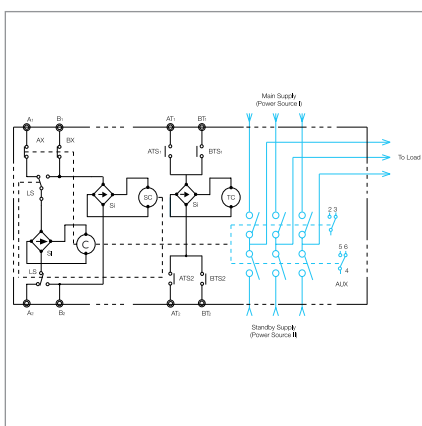 Main Supply
(Power Source I)
A1 B1 AT1 BT1
AX BX
ATS1 BTS1
To Load
LS
Si SC Si TC
2 3
C
Si
5 6
LS
ATS2 BTS2
4
AUX
A2 B2 AT2 BT2
Standby Supply
(Power Source II)